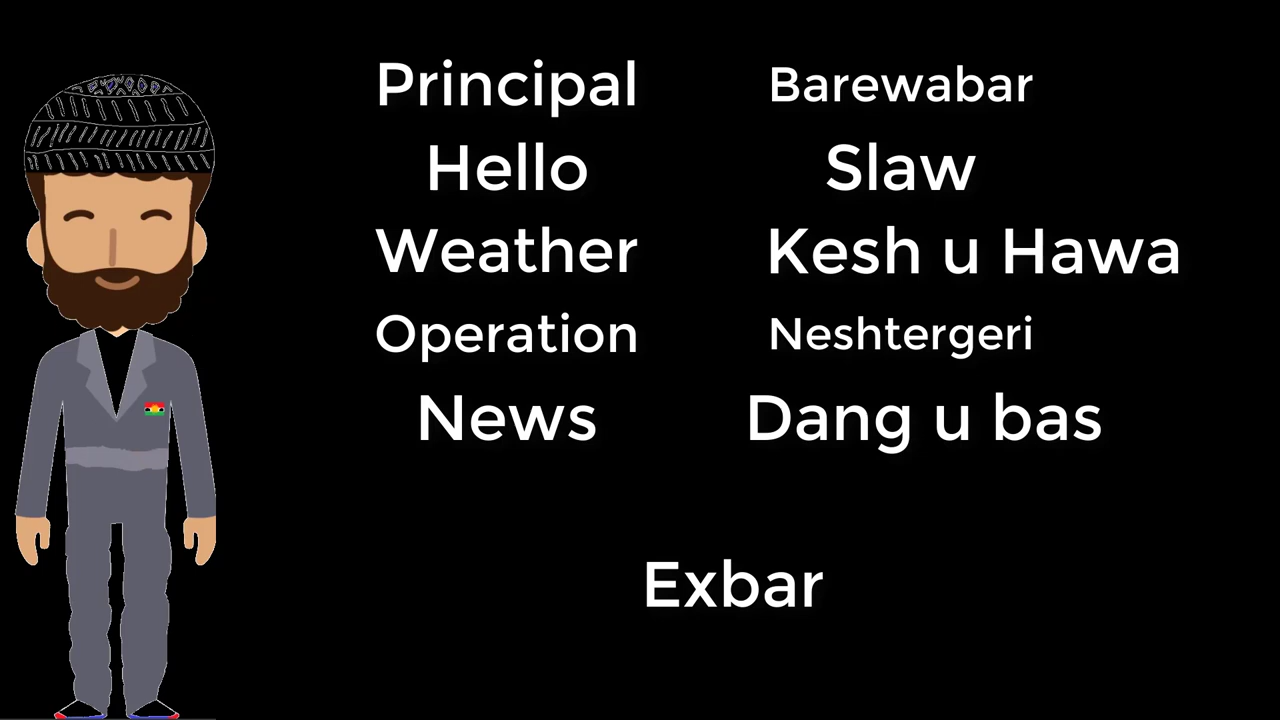 Principal Barewabar
Hello Slaw
Weather Kesh u Hawa
Operation Neshtergeri
News Dang u bas
Exbar